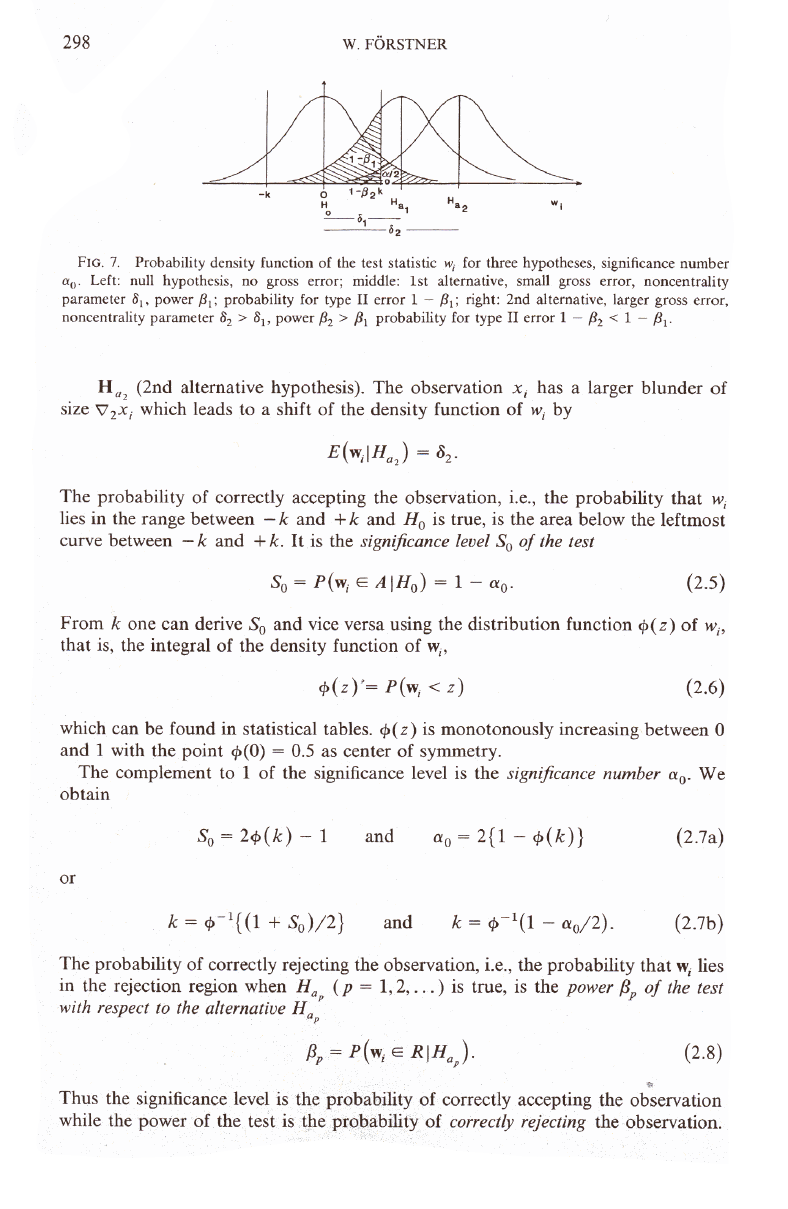 298
W. FÖRSTNER
1-β₁
α₀/2
-k
0
1-β₂
k
H₀
Hₐ₁
Hₐ₂
wᵢ
δ₁
δ₂
FIG. 7. Probability density function of the test statistic wᵢ for three hypotheses, significance number
α₀. Left: null hypothesis, no gross error; middle: 1st alternative, small gross error, noncentrality
parameter δ₁, power β₁; probability for type II error 1 − β₁; right: 2nd alternative, larger gross error,
noncentrality parameter δ₂ > δ₁, power β₂ > β₁ probability for type II error 1 − β₂ < 1 − β₁.
Hₐ₂ (2nd alternative hypothesis). The observation xᵢ has a larger blunder of
size ∇₂xᵢ which leads to a shift of the density function of wᵢ by
E(wᵢ|Hₐ₂) = δ₂.
The probability of correctly accepting the observation, i.e., the probability that wᵢ
lies in the range between −k and +k and H₀ is true, is the area below the leftmost
curve between −k and +k. It is the significance level S₀ of the test
S₀ = P(wᵢ ∈ A|H₀) = 1 − α₀. (2.5)
From k one can derive S₀ and vice versa using the distribution function ϕ(z) of wᵢ,
that is, the integral of the density function of wᵢ,
ϕ(z) = P(wᵢ < z) (2.6)
which can be found in statistical tables. ϕ(z) is monotonously increasing between 0
and 1 with the point ϕ(0) = 0.5 as center of symmetry.
The complement to 1 of the significance level is the significance number α₀. We
obtain
S₀ = 2ϕ(k) − 1 and α₀ = 2{1 − ϕ(k)} (2.7a)
or
k = ϕ⁻¹{(1 + S₀)/2} and k = ϕ⁻¹(1 − α₀/2). (2.7b)
The probability of correctly rejecting the observation, i.e., the probability that wᵢ lies
in the rejection region when Hₐₚ (p = 1,2,...) is true, is the power βₚ of the test
with respect to the alternative Hₐₚ
βₚ = P(wᵢ ∈ R|Hₐₚ). (2.8)
Thus the significance level is the probability of correctly accepting the observation
while the power of the test is the probability of correctly rejecting the observation.